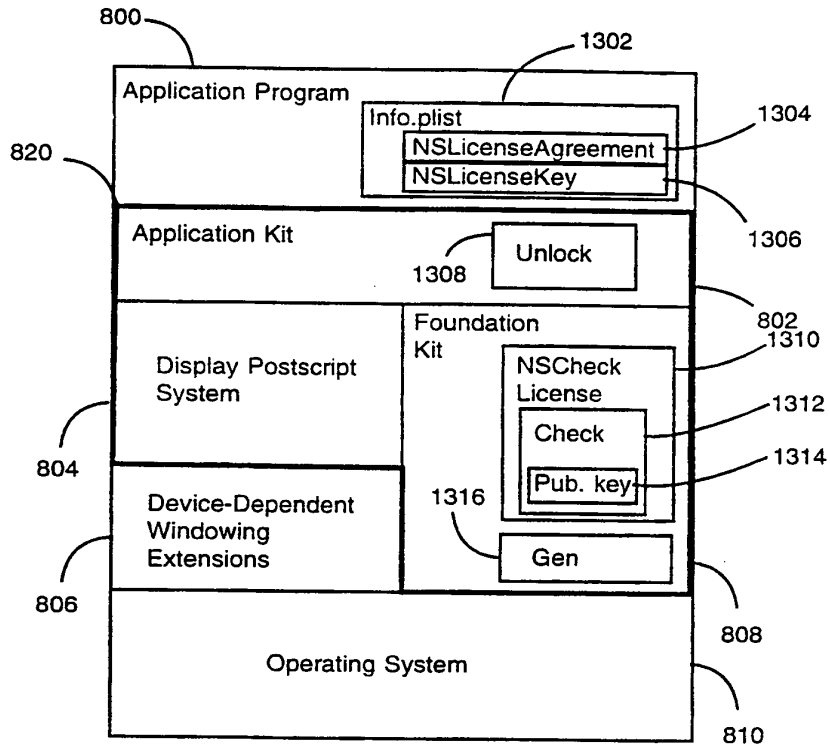 800
1302
Application Program
Info.plist
1304
NSLicenseAgreement
820
NSLicenseKey
1306
Application Kit
Unlock
1308
802
Foundation
Kit
1310
Display Postscript
System
NSCheck
License
1312
Check
804
1314
Pub. key
Device-Dependent
Windowing
Extensions
1316
Gen
806
808
Operating System
810